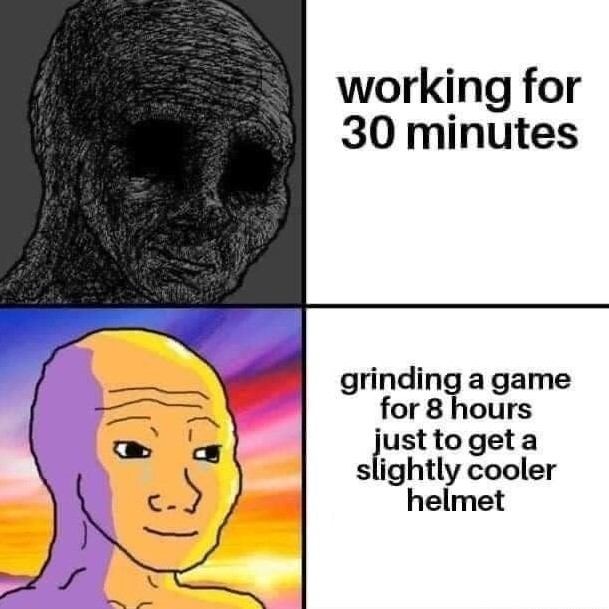 working for
30 minutes
grinding a game
for 8 hours
just to get a
slightly cooler
helmet